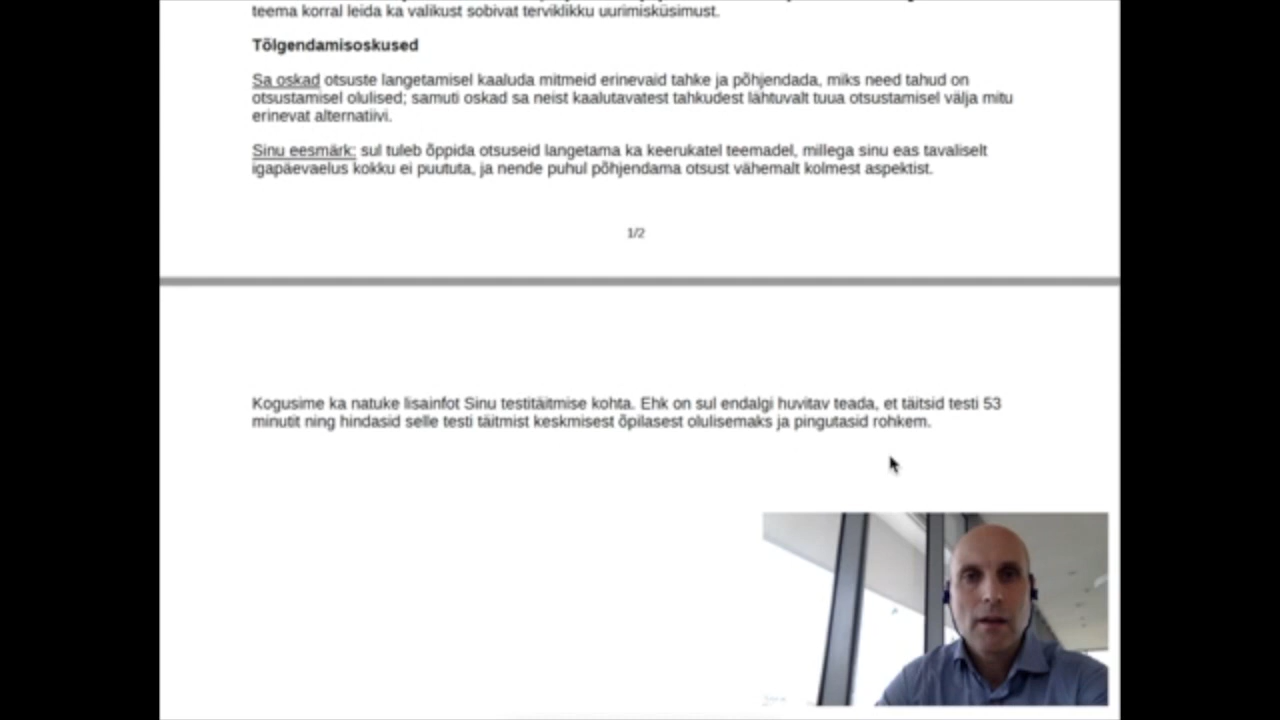 teema korral leida ka valikust sobivat terviklikku uurimisküsimust.
Tõlgendamisoskused
Sa oskad otsuste langetamisel kaaluda mitmeid erinevaid tahke ja põhjendada, miks need tahud on
otsustamisel olulised; samuti oskad sa neist kaalutavatest tahkudest lähtuvalt tuua otsustamisel välja mitu
erinevat alternatiivi.
Sinu eesmärk: sul tuleb õppida otsuseid langetama ka keerukatel teemadel, millega sinu eas tavaliselt
igapäevaelus kokku ei puututa, ja nende puhul põhjendama otsust vähemalt kolmest aspektist.
1/2
Kogusime ka natuke lisainfot Sinu testitäitmise kohta. Ehk on sul endalgi huvitav teada, et täitsid testi 53
minutit ning hindasid selle testi täitmist keskmisest õpilasest olulisemaks ja pingutasid rohkem.